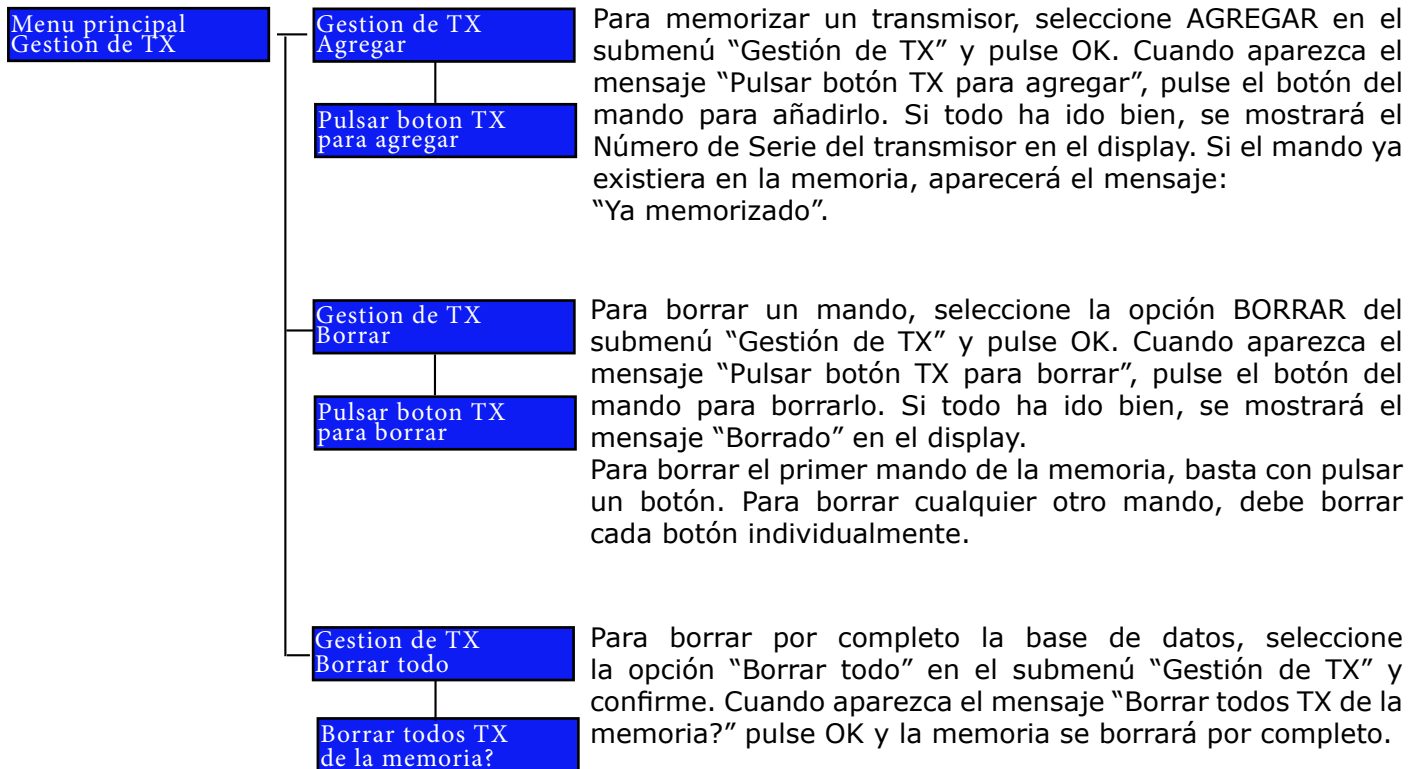 Menu principal
Gestion de TX
Gestion de TX
Agregar
Pulsar boton TX
para agregar
Para memorizar un transmisor, seleccione AGREGAR en el
submenú “Gestión de TX” y pulse OK. Cuando aparezca el
mensaje “Pulsar botón TX para agregar”, pulse el botón del
mando para añadirlo. Si todo ha ido bien, se mostrará el
Número de Serie del transmisor en el display. Si el mando ya
existiera en la memoria, aparecerá el mensaje:
“Ya memorizado”.
Gestion de TX
Borrar
Pulsar boton TX
para borrar
Para borrar un mando, seleccione la opción BORRAR del
submenú “Gestión de TX” y pulse OK. Cuando aparezca el
mensaje “Pulsar botón TX para borrar”, pulse el botón del
mando para borrarlo. Si todo ha ido bien, se mostrará el
mensaje “Borrado” en el display.
Para borrar el primer mando de la memoria, basta con pulsar
un botón. Para borrar cualquier otro mando, debe borrar
cada botón individualmente.
Gestion de TX
Borrar todo
Borrar todos TX
de la memoria?
Para borrar por completo la base de datos, seleccione
la opción “Borrar todo” en el submenú “Gestión de TX” y
confirme. Cuando aparezca el mensaje “Borrar todos TX de la
memoria?” pulse OK y la memoria se borrará por completo.